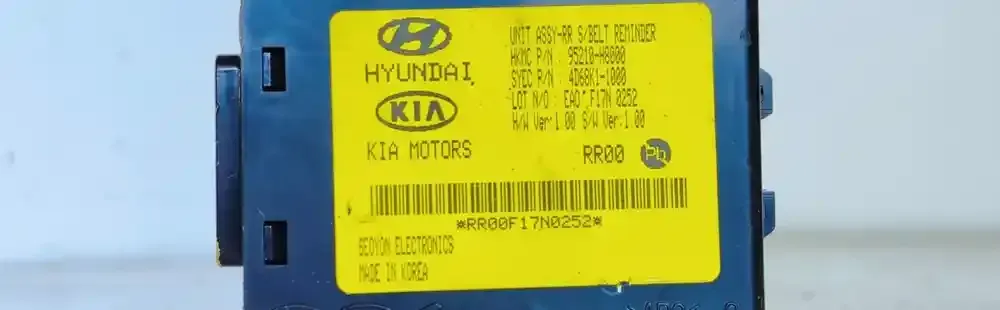 HYUNDAI
KIA
KIA MOTORS
UNIT ASSY-RR S/BELT REMINDER
HKMC P/N : 95210-H8000
SYEC P/N : 4D68K1-1000
LOT N/O : EAO F17N 0252
H/W Ver:1.00 S/W Ver:1.00
RR00 Pb
*RR00F17N0252*
SEOYON ELECTRONICS
MADE IN KOREA